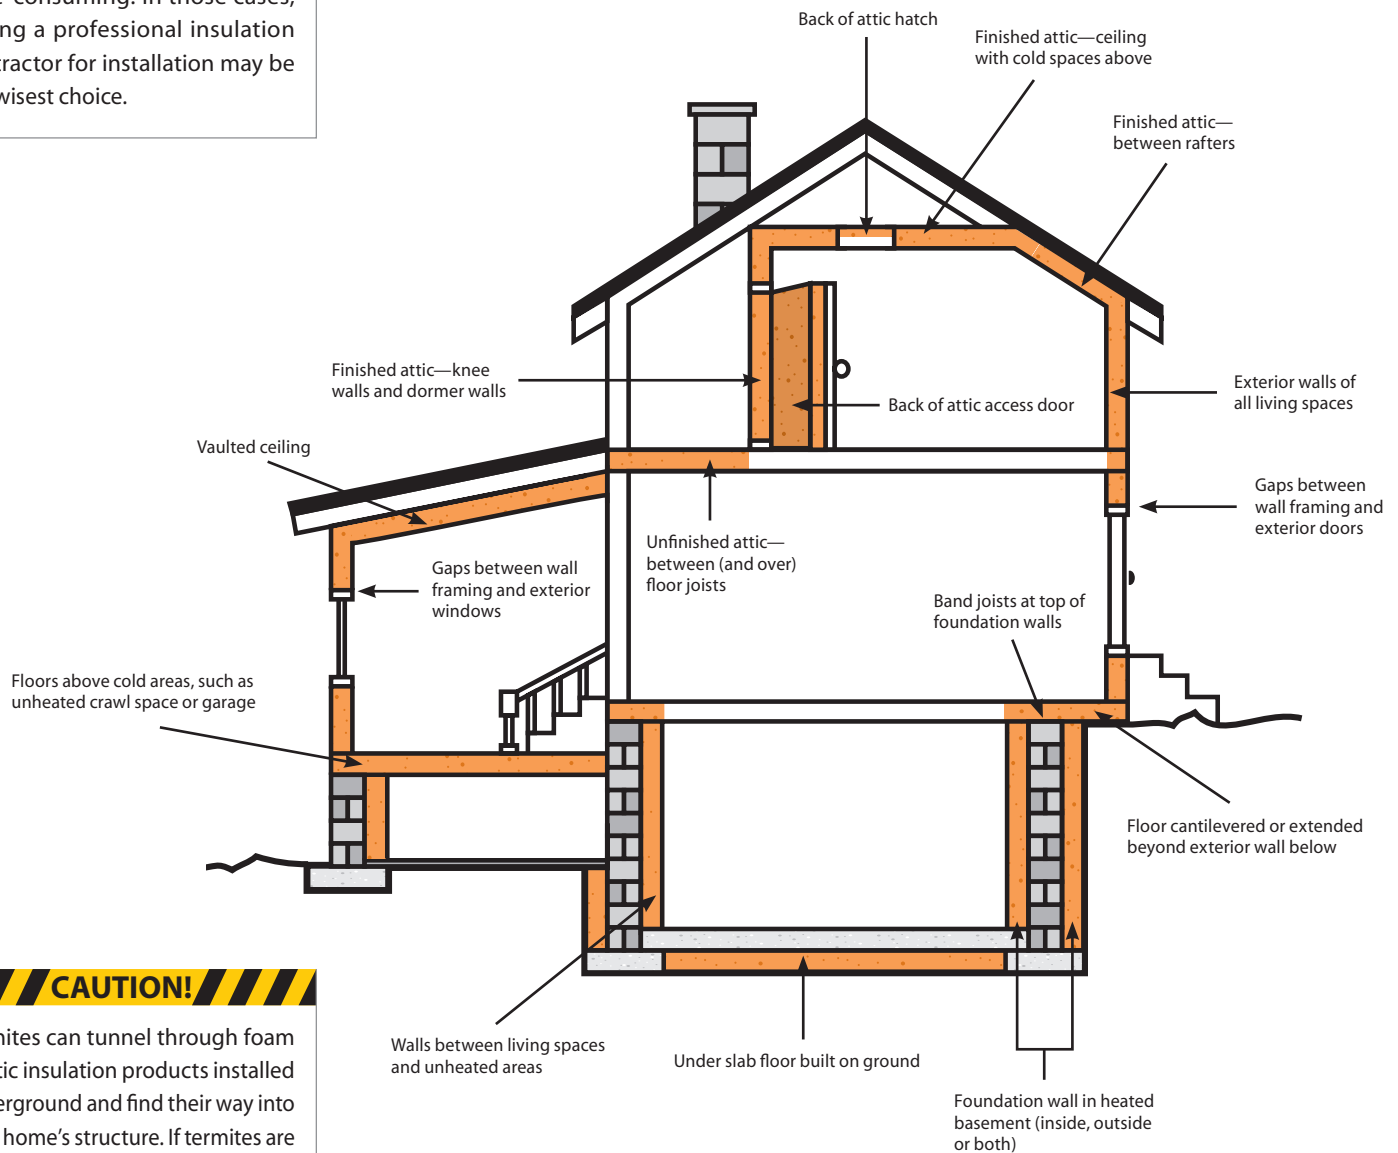 consuming. In those cases,
a professional insulation
for installation may be
wisest choice.
Back of attic hatch
Finished attic—ceiling
with cold spaces above
Finished attic—
between rafters
Finished attic—knee
walls and dormer walls
Back of attic access door
Exterior walls of
all living spaces
Vaulted ceiling
Gaps between
wall framing and
exterior doors
Unfinished attic—
between (and over)
floor joists
Gaps between wall
framing and exterior
windows
Band joists at top of
foundation walls
Floors above cold areas, such as
unheated crawl space or garage
Floor cantilevered or extended
beyond exterior wall below
Walls between living spaces
and unheated areas
Under slab floor built on ground
Foundation wall in heated
basement (inside, outside
or both)
CAUTION!
can tunnel through foam
insulation products installed
and find their way into
home's structure. If termites are